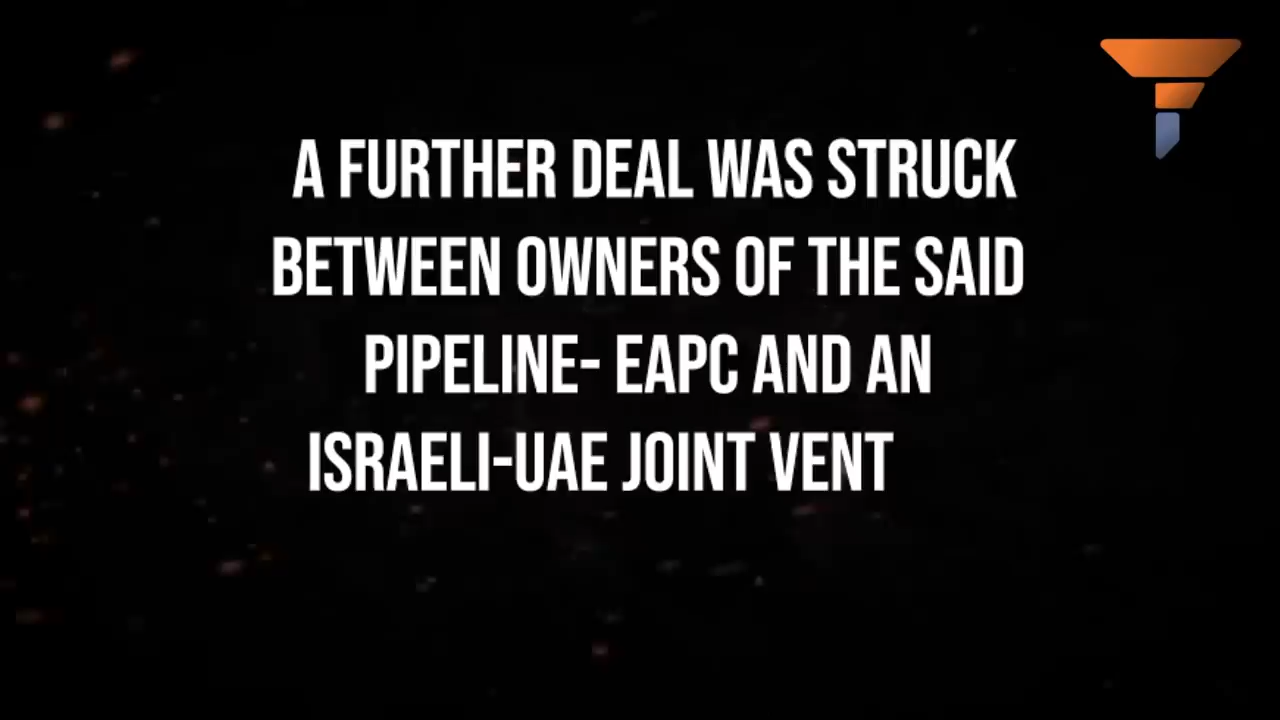 A FURTHER DEAL WAS STRUCK
BETWEEN OWNERS OF THE SAID
PIPELINE- EAPC AND AN
ISRAELI-UAE JOINT VENT